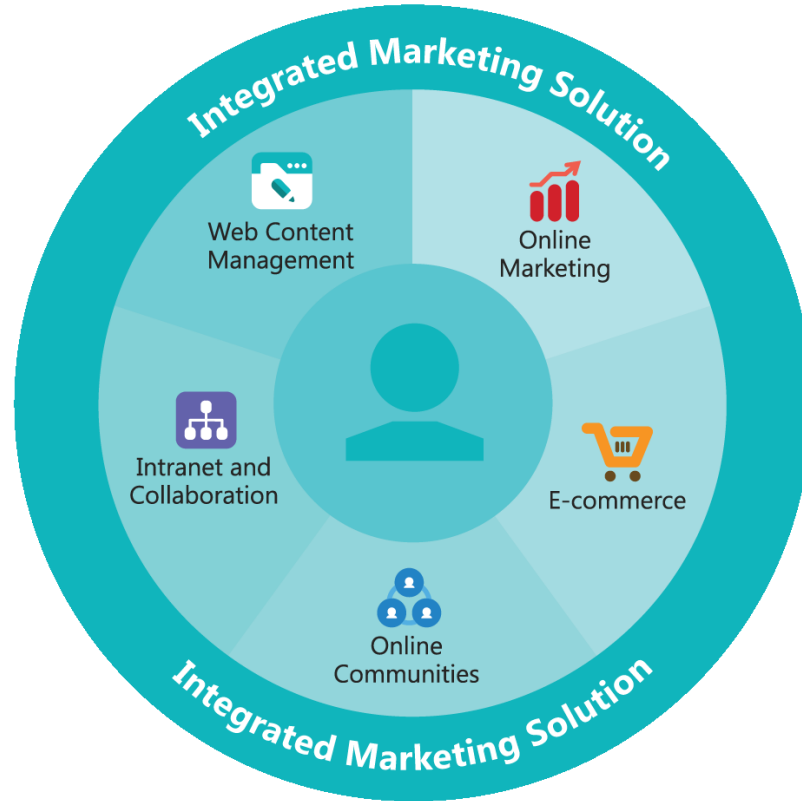 Integrated Marketing Solution
Web Content
Management
Online
Marketing
Intranet and
Collaboration
E-commerce
Online
Communities
Integrated Marketing Solution